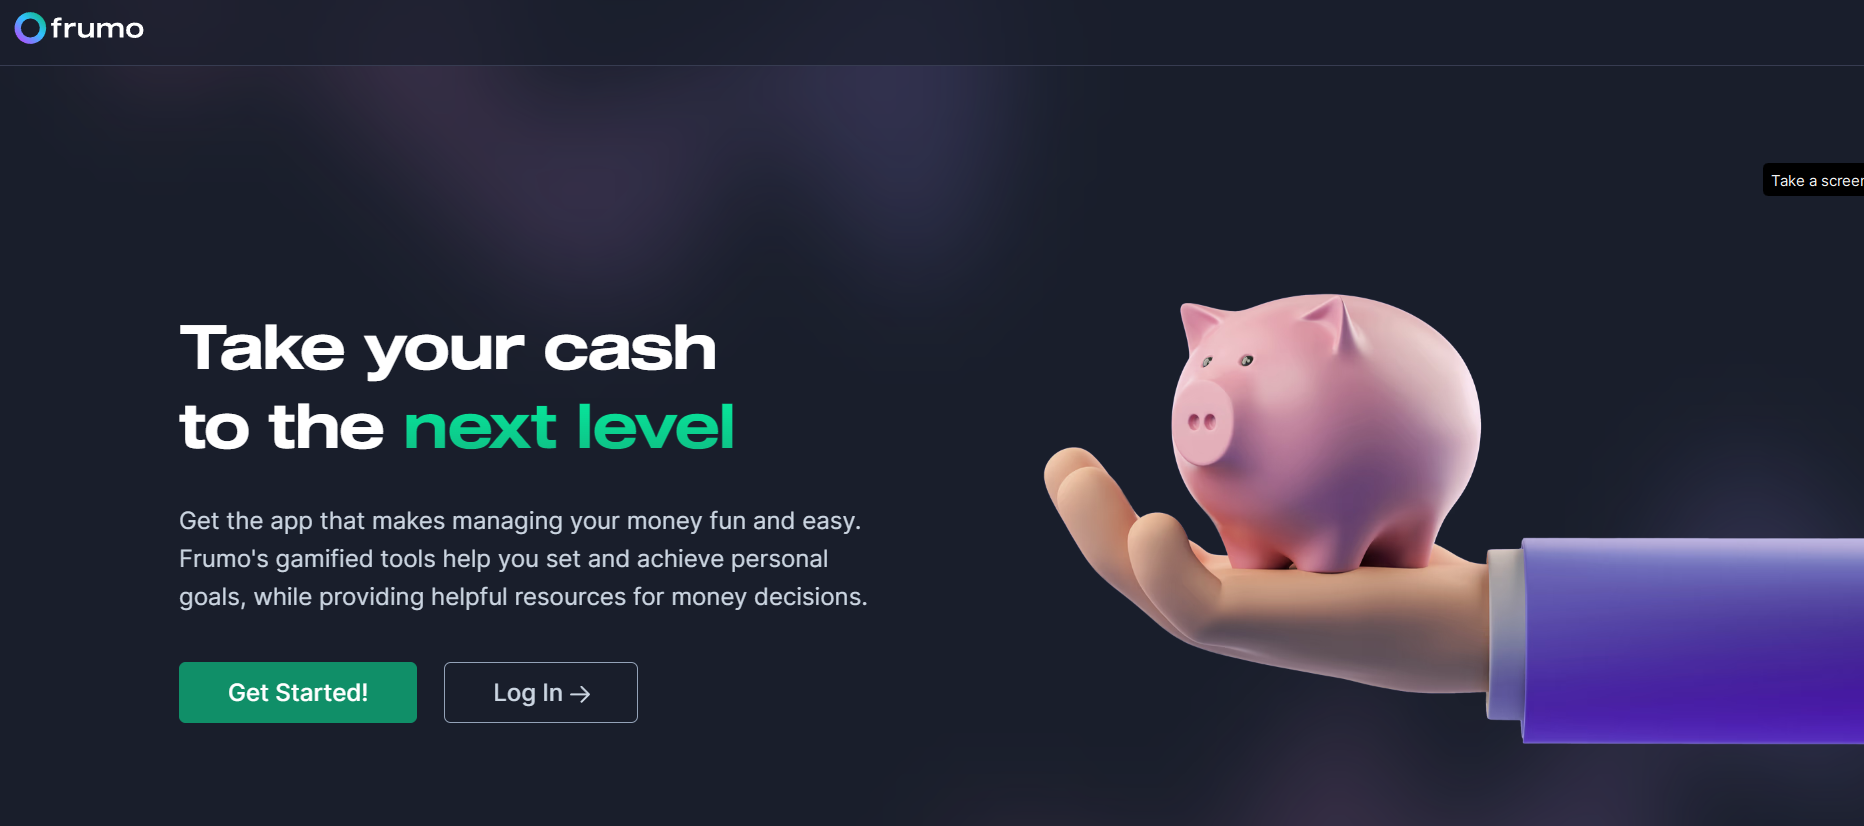 frumo
Take a screen
Take your cash
to the next level
Get the app that makes managing your money fun and easy.
Frumo's gamified tools help you set and achieve personal
goals, while providing helpful resources for money decisions.
Get Started!
Log In →